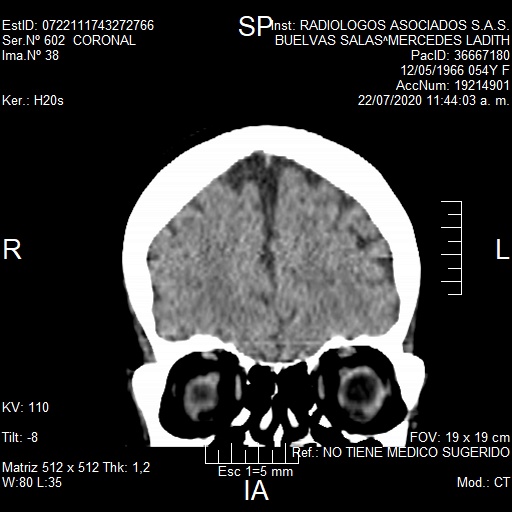 EstID: 0722111743272766
Ser.Nº 602 CORONAL
Ima.Nº 38
Ker.: H20s
SP
Inst: RADIOLOGOS ASOCIADOS S.A.S.
BUELVAS SALAS^MERCEDES LADITH
PacID: 36667180
12/05/1966 054Y F
AccNum: 19214901
22/07/2020 11:44:03 a. m.
R
L
KV: 110
Tilt: -8
Matriz 512 x 512 Thk: 1,2
W:80 L:35
Esc 1=5 mm
IA
FOV: 19 x 19 cm
Ref.: NO TIENE MEDICO SUGERIDO
Mod.: CT